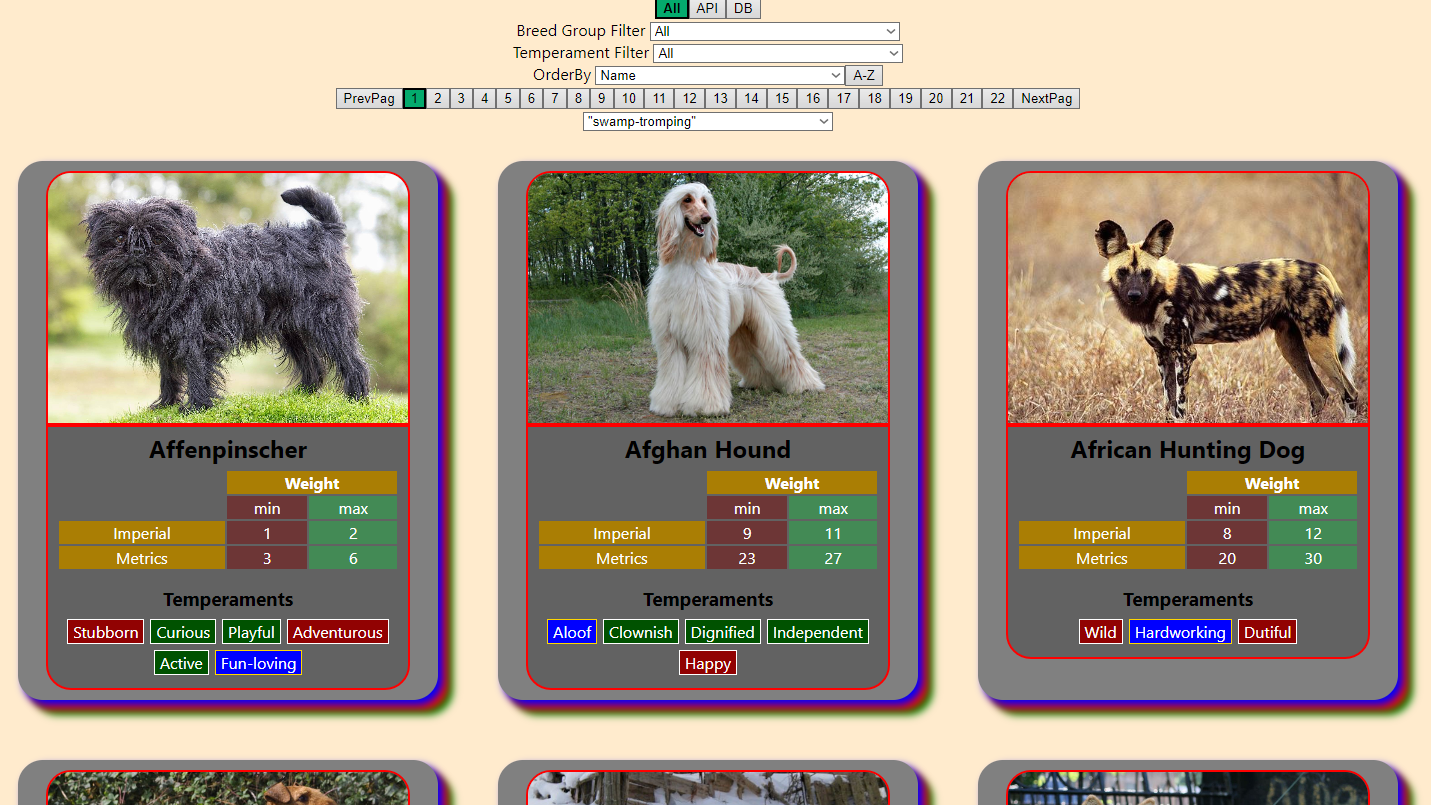 All API DB
Breed Group Filter All
Temperament Filter All
OrderBy Name A-Z
PrevPag 1 2 3 4 5 6 7 8 9 10 11 12 13 14 15 16 17 18 19 20 21 22 NextPag
"swamp-tromping"
Affenpinscher
Weight
min max
Imperial 1 2
Metrics 3 6
Temperaments
Stubborn Curious Playful Adventurous
Active Fun-loving
Afghan Hound
Weight
min max
Imperial 9 11
Metrics 23 27
Temperaments
Aloof Clownish Dignified Independent
Happy
African Hunting Dog
Weight
min max
Imperial 8 12
Metrics 20 30
Temperaments
Wild Hardworking Dutiful